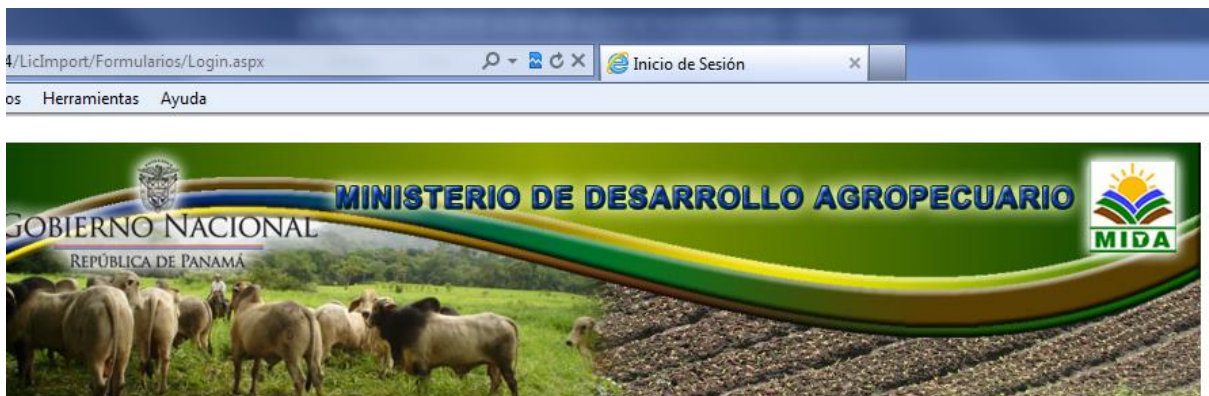 4/LicImport/Formularios/Login.aspx
Inicio de Sesión
os Herramientas Ayuda
MINISTERIO DE DESARROLLO AGROPECUARIO
GOBIERNO NACIONAL
REPÚBLICA DE PANAMÁ
MIDA